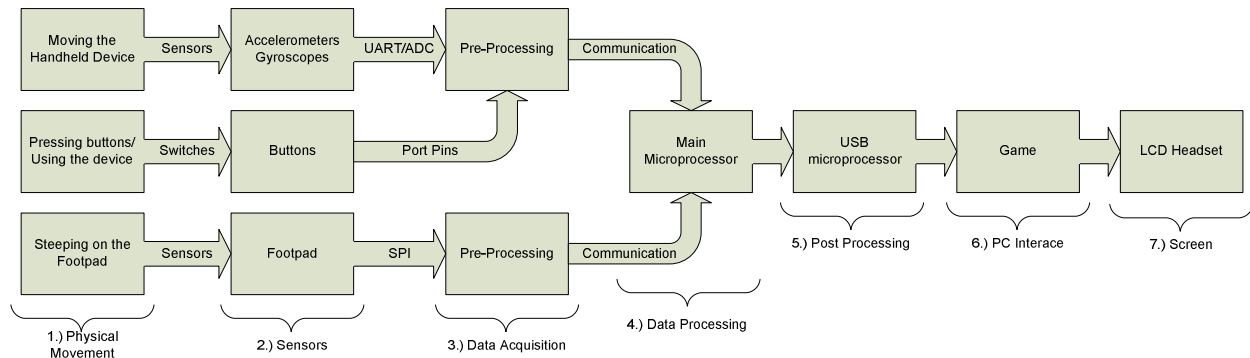 Moving the
Handheld Device
Sensors
Accelerometers
Gyroscopes
UART/ADC
Pre-Processing
Communication
Pressing buttons/
Using the device
Switches
Buttons
Port Pins
Main
Microprocessor
USB
microprocessor
Game
LCD Headset
Steeping on the
Footpad
Sensors
Footpad
SPI
Pre-Processing
Communication
5.) Post Processing
6.) PC Interace
7.) Screen
1.) Physical
Movement
2.) Sensors
3.) Data Acquisition
4.) Data Processing